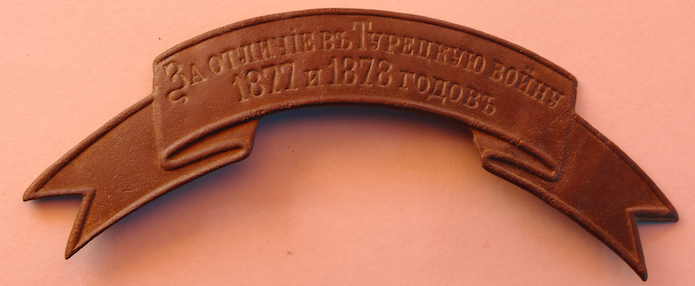 За отличіе въ Турецкую войну
1877 и 1878 годовъ